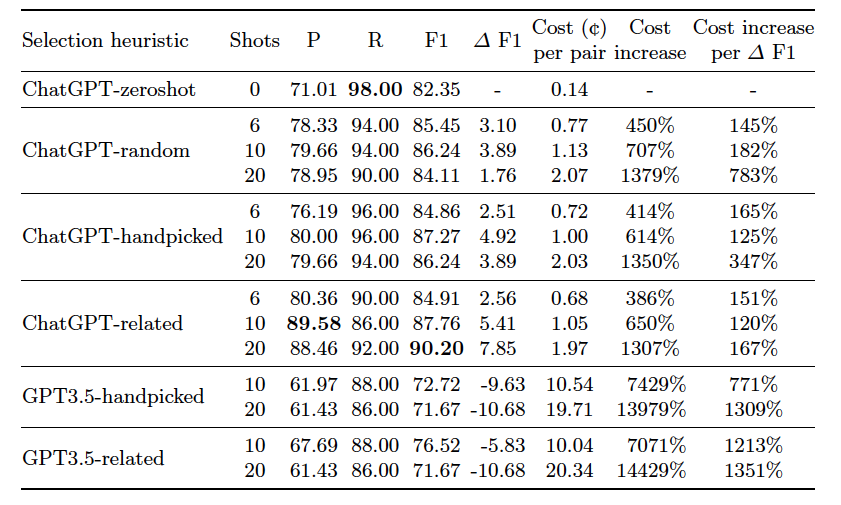 Selection heuristic Shots P R F1 Δ F1 Cost (¢) per pair Cost increase Cost increase per Δ F1
ChatGPT-zeroshot 0 71.01 98.00 82.35 - 0.14 - -
ChatGPT-random
6 78.33 94.00 85.45 3.10 0.77 450% 145%
10 79.66 94.00 86.24 3.89 1.13 707% 182%
20 78.95 90.00 84.11 1.76 2.07 1379% 783%
ChatGPT-handpicked
6 76.19 96.00 84.86 2.51 0.72 414% 165%
10 80.00 96.00 87.27 4.92 1.00 614% 125%
20 79.66 94.00 86.24 3.89 2.03 1350% 347%
ChatGPT-related
6 80.36 90.00 84.91 2.56 0.68 386% 151%
10 89.58 86.00 87.76 5.41 1.05 650% 120%
20 88.46 92.00 90.20 7.85 1.97 1307% 167%
GPT3.5-handpicked
10 61.97 88.00 72.72 -9.63 10.54 7429% 771%
20 61.43 86.00 71.67 -10.68 19.71 13979% 1309%
GPT3.5-related
10 67.69 88.00 76.52 -5.83 10.04 7071% 1213%
20 61.43 86.00 71.67 -10.68 20.34 14429% 1351%